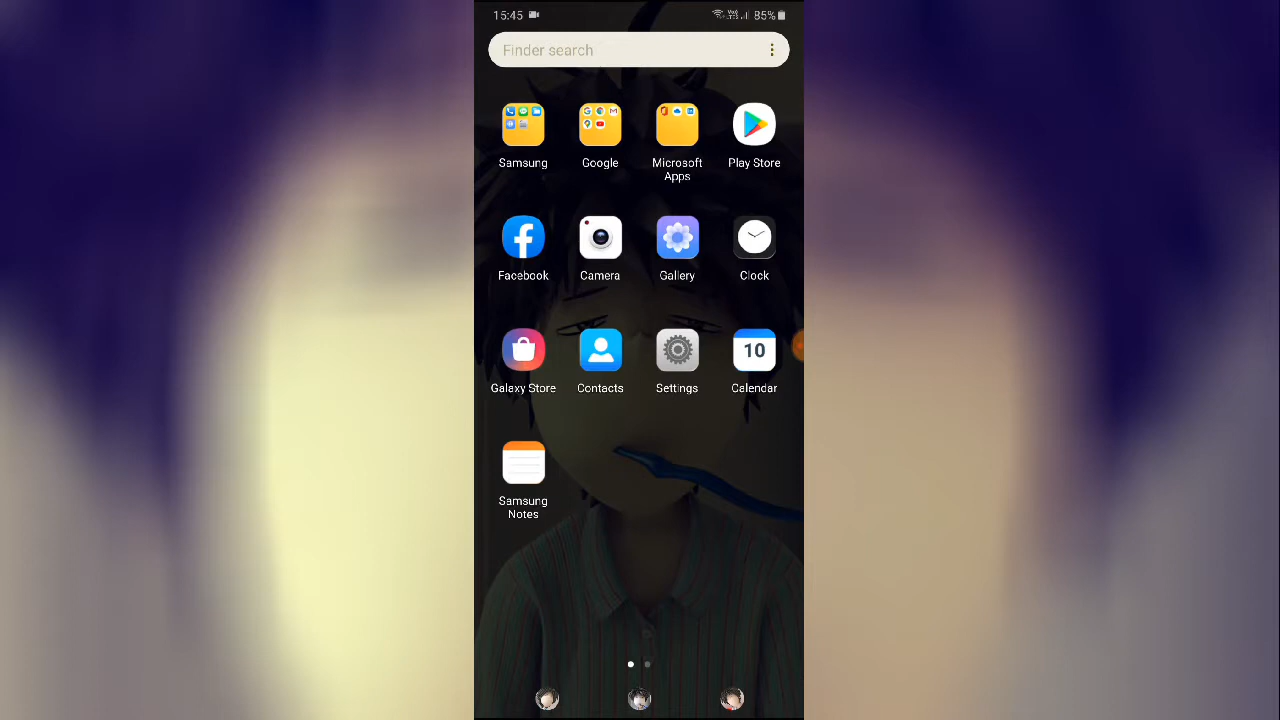 15:45 85%
Finder search
Samsung Google Microsoft Apps Play Store
Facebook Camera Gallery Clock
10
Galaxy Store Contacts Settings Calendar
Samsung Notes